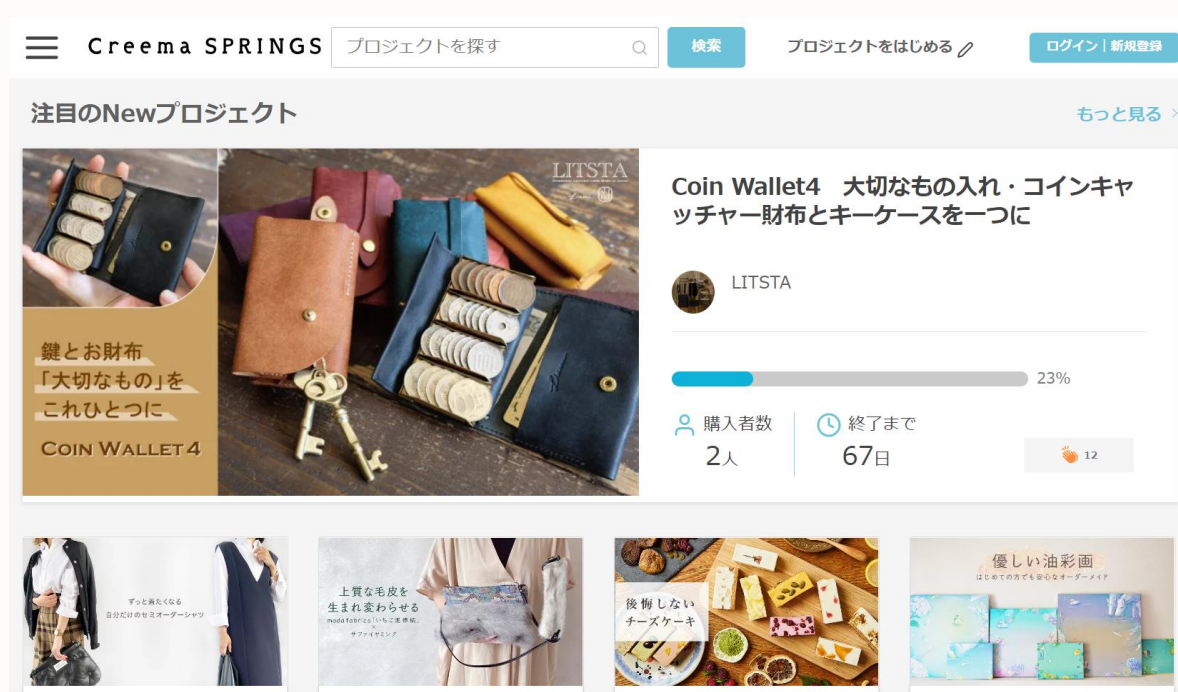 Creema SPRINGS
プロジェクトを探す
検索
プロジェクトをはじめる
ログイン | 新規登録
注目のNewプロジェクト
もっと見る
LITSTA
鍵とお財布
「大切なもの」を
これひとつに
COIN WALLET4
Coin Wallet4　大切なもの入れ・コインキャ
ッチャー財布とキーケースを一つに
LITSTA
23%
購入者数
2人
終了まで
67日
12
ずっと着たくなる
自分だけのセミオーダーシャツ
上質な毛皮を
生まれ変わらせる
×
サファイヤミンク
後悔しない
チーズケーキ
優しい油彩画
はじめての方でも安心なオーダーメイド